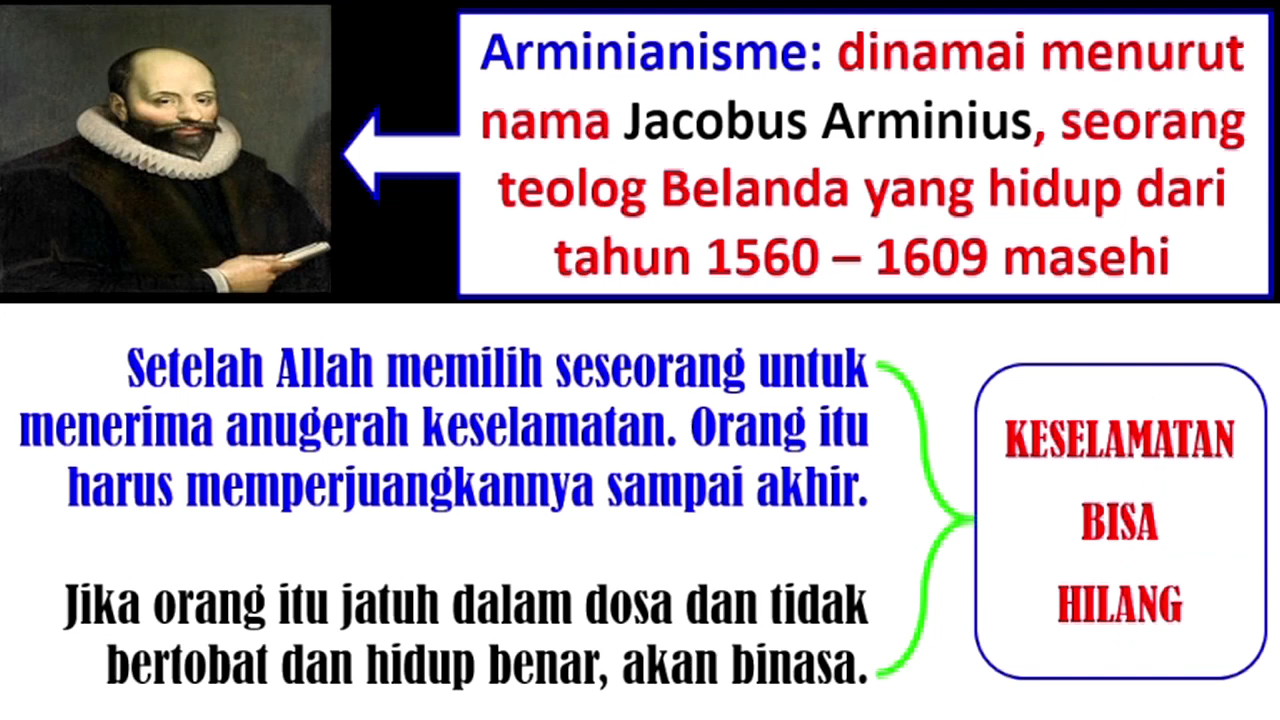 Arminianisme: dinamai menurut
nama Jacobus Arminius, seorang
teolog Belanda yang hidup dari
tahun 1560 – 1609 masehi
Setelah Allah memilih seseorang untuk
menerima anugerah keselamatan. Orang itu
harus memperjuangkannya sampai akhir.
Jika orang itu jatuh dalam dosa dan tidak
bertobat dan hidup benar, akan binasa.
KESELAMATAN
BISA
HILANG